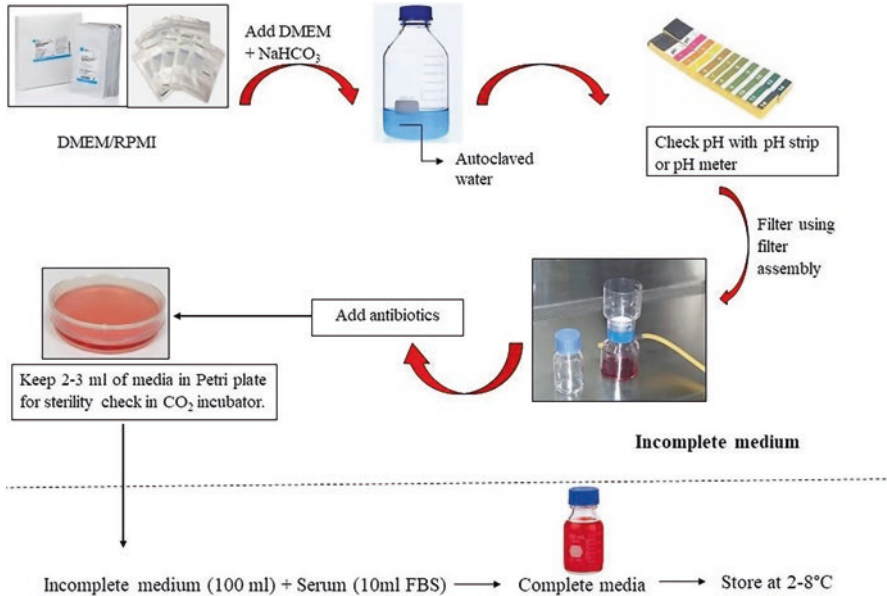 Add DMEM
+ NaHCO₃
DMEM/RPMI
Autoclaved
water
Check pH with pH strip
or pH meter
Filter using
filter
assembly
Add antibiotics
Keep 2-3 ml of media in Petri plate
for sterility check in CO₂ incubator.
Incomplete medium
Incomplete medium (100 ml) + Serum (10ml FBS)
Complete media
Store at 2-8°C